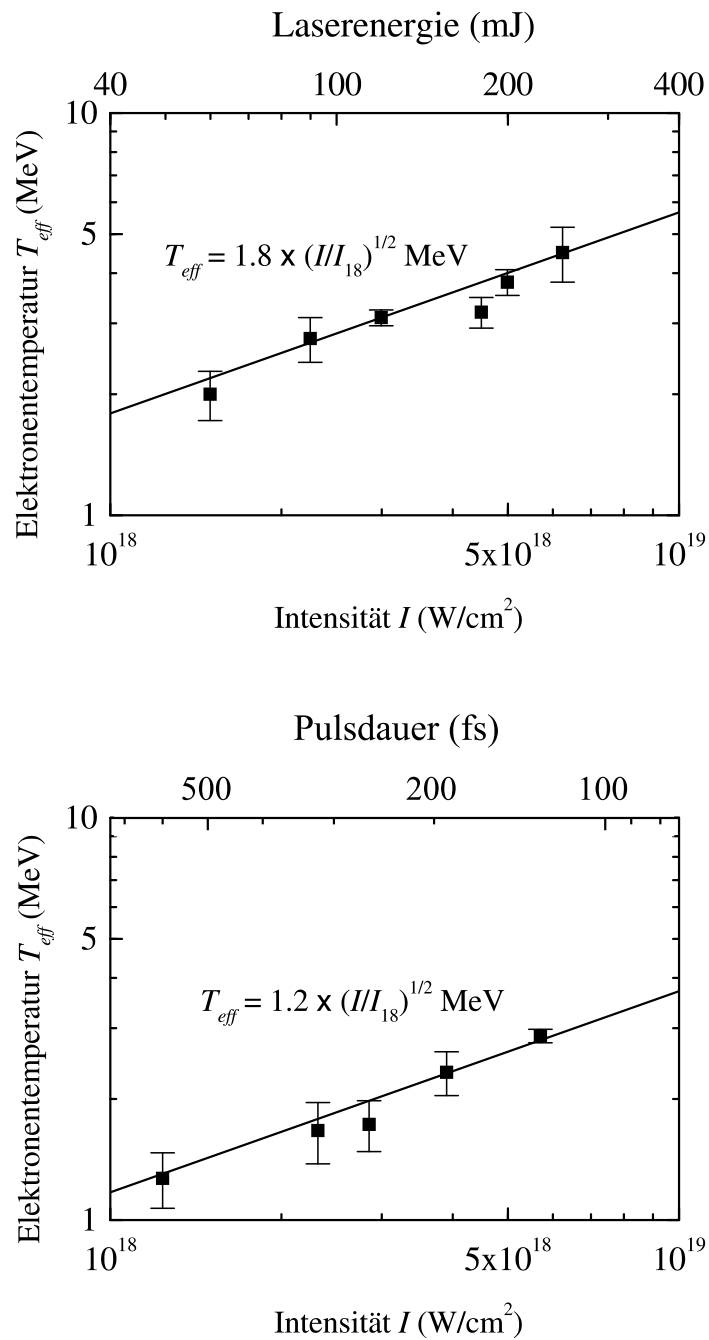 Laserenergie (mJ)
40 100 200 400
10
5
1
Elektronentemperatur T_eff (MeV)
T_eff = 1.8 x (I/I_18)^1/2 MeV
10^18 5x10^18 10^19
Intensität I (W/cm^2)
Pulsdauer (fs)
500 200 100
10
5
1
Elektronentemperatur T_eff (MeV)
T_eff = 1.2 x (I/I_18)^1/2 MeV
10^18 5x10^18 10^19
Intensität I (W/cm^2)